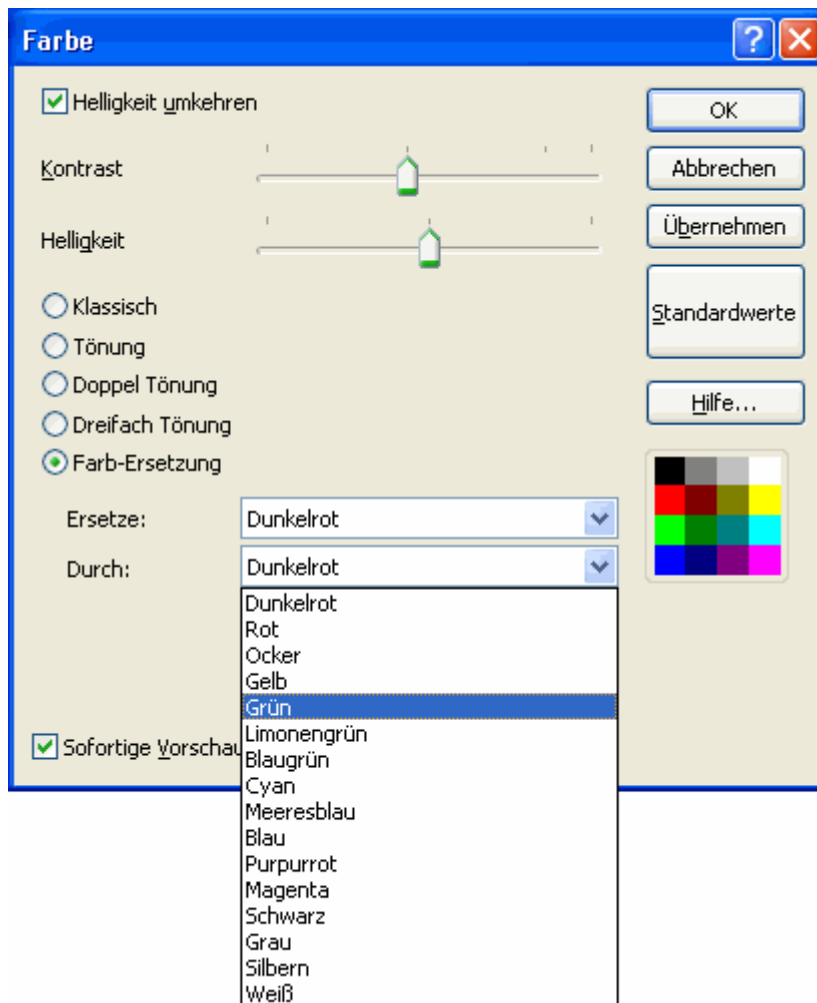 Farbe
Helligkeit umkehren
OK
Kontrast
Abbrechen
Helligkeit
Übernehmen
Klassisch
Standardwerte
Tönung
Doppel Tönung
Dreifach Tönung
Hilfe...
Farb-Ersetzung
Ersetze: Dunkelrot
Durch: Dunkelrot
Dunkelrot
Rot
Ocker
Gelb
Grün
Limonengrün
Sofortige Vorschau
Blaugrün
Cyan
Meeresblau
Blau
Purpurrot
Magenta
Schwarz
Grau
Silbern
Weiß